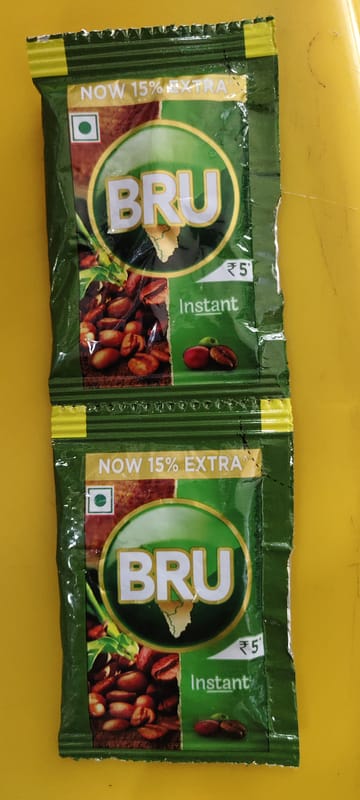 NOW 15% EXTRA
BRU
₹5*
Instant
NOW 15% EXTRA
BRU
₹5*
Instant